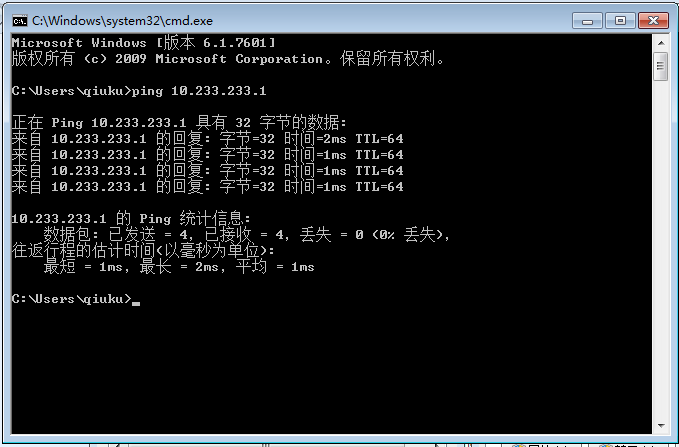 C:\Windows\system32\cmd.exe
Microsoft Windows [版本 6.1.7601]
版权所有 (c) 2009 Microsoft Corporation。保留所有权利。
C:\Users\qiuku>ping 10.233.233.1
正在 Ping 10.233.233.1 具有 32 字节的数据:
来自 10.233.233.1 的回复: 字节=32 时间=2ms TTL=64
来自 10.233.233.1 的回复: 字节=32 时间=1ms TTL=64
来自 10.233.233.1 的回复: 字节=32 时间=1ms TTL=64
来自 10.233.233.1 的回复: 字节=32 时间=1ms TTL=64
10.233.233.1 的 Ping 统计信息:
数据包: 已发送 = 4, 已接收 = 4, 丢失 = 0 (0% 丢失),
往返行程的估计时间(以毫秒为单位):
最短 = 1ms, 最长 = 2ms, 平均 = 1ms
C:\Users\qiuku>